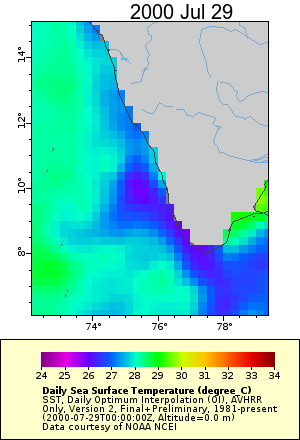 2000 Jul 29
14°
12°
10°
8°
74° 76° 78°
24 25 26 27 28 29 30 31 32 33 34
Daily Sea Surface Temperature (degree_C)
SST, Daily Optimum Interpolation (OI), AVHRR
Only, Version 2, Final+Preliminary, 1981-present
(2000-07-29T00:00:00Z, Altitude=0.0 m)
Data courtesy of NOAA NCEI